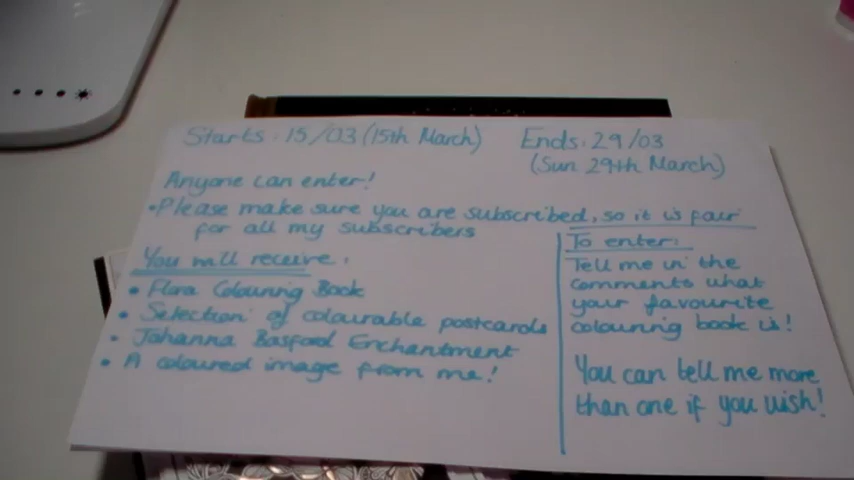 Starts: 15/03 (15th March)
Ends: 29/03
(Sun 29th March)
Anyone can enter!
• Please make sure you are subscribed, so it is fair
for all my subscribers
You will receive:
• Flora Colouring Book
• Selection of colourable postcards
• Johanna Basford Enchantment
• A coloured image from me!
To enter:
Tell me in the
comments what
your favourite
colouring book is!
You can tell me more
than one if you wish!